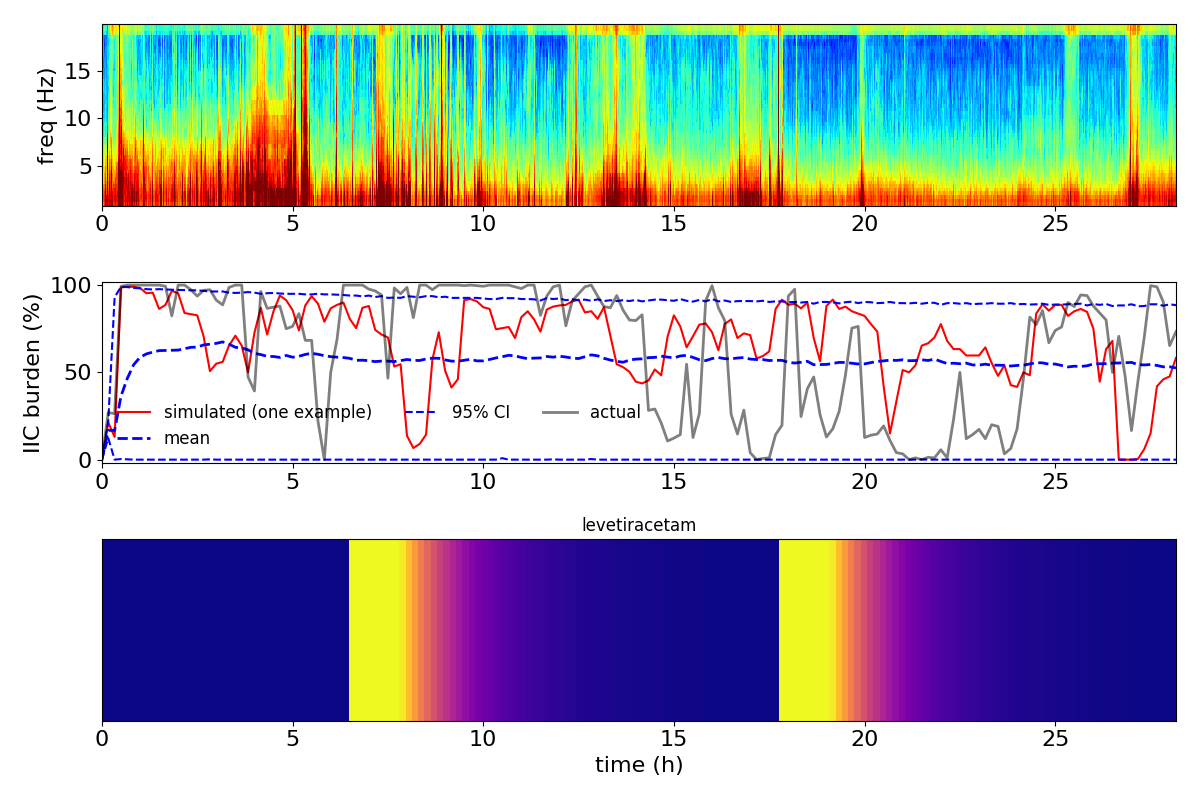 freq (Hz)
15
10
5
0 5 10 15 20 25
IIC burden (%)
100
50
0
simulated (one example) 95% CI actual
mean
0 5 10 15 20 25
levetiracetam
0 5 10 15 20 25
time (h)